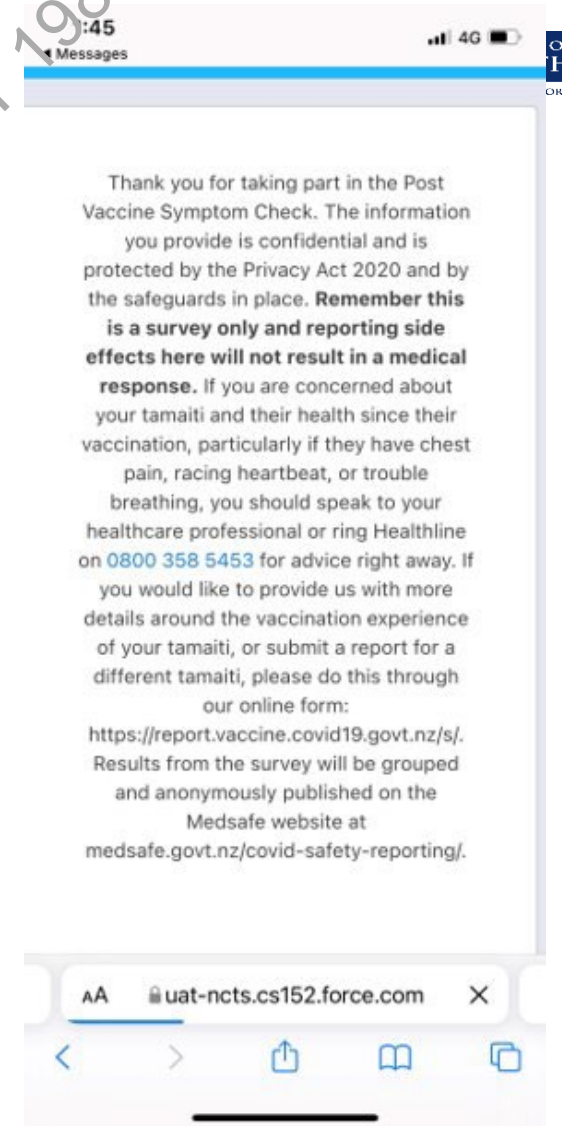 :45
4G
Messages
Thank you for taking part in the Post
Vaccine Symptom Check. The information
you provide is confidential and is
protected by the Privacy Act 2020 and by
the safeguards in place. Remember this
is a survey only and reporting side
effects here will not result in a medical
response. If you are concerned about
your tamaiti and their health since their
vaccination, particularly if they have chest
pain, racing heartbeat, or trouble
breathing, you should speak to your
healthcare professional or ring Healthline
on 0800 358 5453 for advice right away. If
you would like to provide us with more
details around the vaccination experience
of your tamaiti, or submit a report for a
different tamaiti, please do this through
our online form:
https://report.vaccine.covid19.govt.nz/s/.
Results from the survey will be grouped
and anonymously published on the
Medsafe website at
medsafe.govt.nz/covid-safety-reporting/.
AA uat-ncts.cs152.force.com